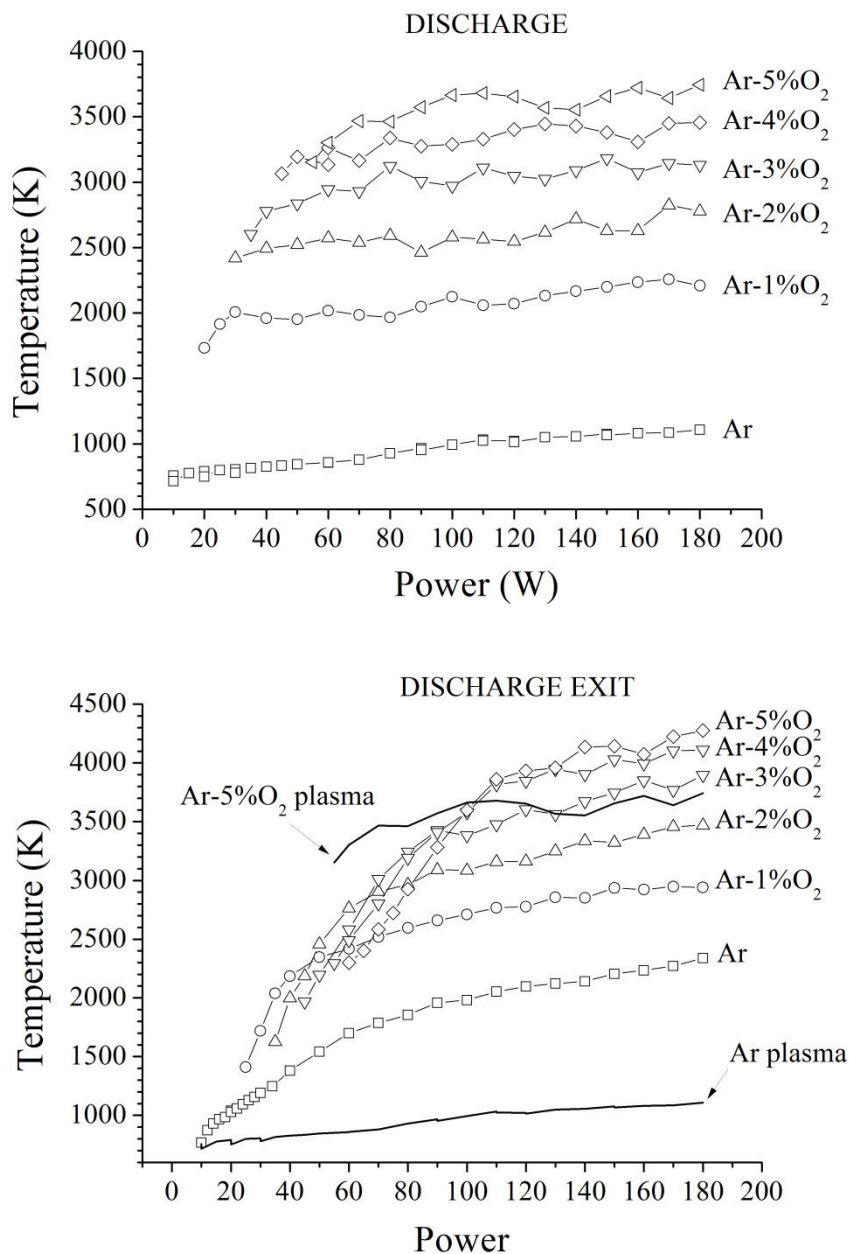 DISCHARGE
4000
3500
3000
2500
2000
1500
1000
500
Temperature (K)
Ar-5%O₂
Ar-4%O₂
Ar-3%O₂
Ar-2%O₂
Ar-1%O₂
Ar
0 20 40 60 80 100 120 140 160 180 200
Power (W)
DISCHARGE EXIT
4500
4000
3500
3000
2500
2000
1500
1000
Temperature (K)
Ar-5%O₂ plasma
Ar-5%O₂
Ar-4%O₂
Ar-3%O₂
Ar-2%O₂
Ar-1%O₂
Ar
Ar plasma
0 20 40 60 80 100 120 140 160 180 200
Power